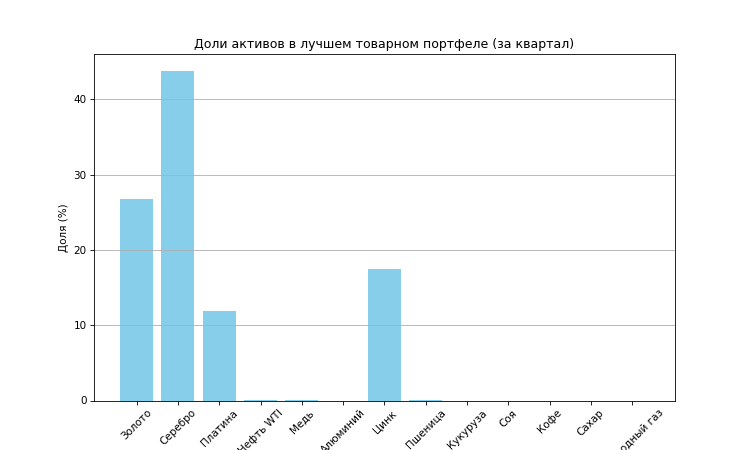 Доли активов в лучшем товарном портфеле (за квартал)
Доля (%)
40
30
20
10
0
Золото
Серебро
Платина
Нефть WTI
Медь
Алюминий
Цинк
Пшеница
Кукуруза
Соя
Кофе
Сахар
одный газ